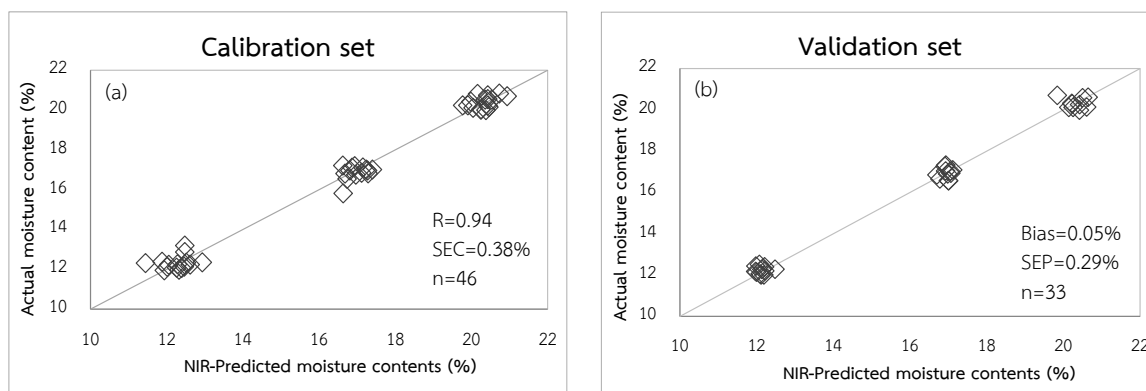 Calibration set
(a)
22
20
18
16
14
12
10
Actual moisture content (%)
R=0.94
SEC=0.38%
n=46
10 12 14 16 18 20 22
NIR-Predicted moisture contents (%)
Validation set
(b)
22
20
18
16
14
12
10
Actual moisture content (%)
Bias=0.05%
SEP=0.29%
n=33
10 12 14 16 18 20 22
NIR-Predicted moisture contents (%)